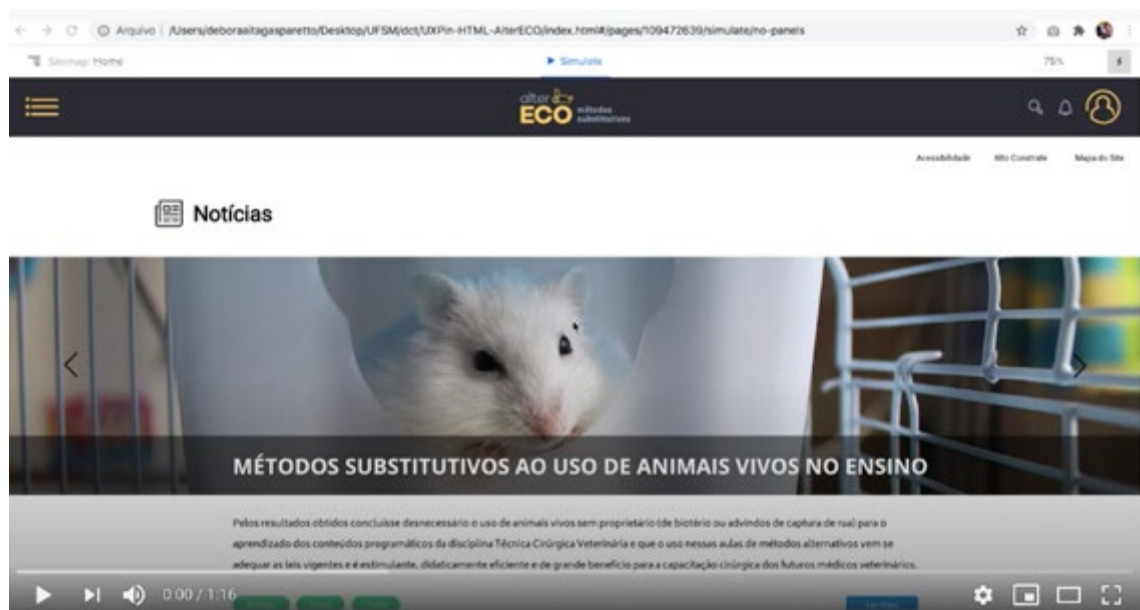 Arquivo | /Users/deboraaitagasparetto/Desktop/UFSM/dct/UXPin-HTML-AlterECO/index.html#/pages/109472639/simulate/no-panels
Sitemap: Home
Simulate
75%
alter
ECO métodos
substitutivos
Acessibilidade Alto Constrate Mapa do Site
Notícias
MÉTODOS SUBSTITUTIVOS AO USO DE ANIMAIS VIVOS NO ENSINO
Pelos resultados obtidos concluisse desnecessário o uso de animais vivos sem proprietário (de biotério ou advindos de captura de rua) para o
aprendizado dos conteúdos programáticos da disciplina Técnica Cirúrgica Veterinária e que o uso nessas aulas de métodos alternativos vem se
adequar as leis vigentes e é estimulante, didaticamente eficiente e de grande benefício para a capacitação cirúrgica dos futuros médicos veterinários.
0:00 / 1:16